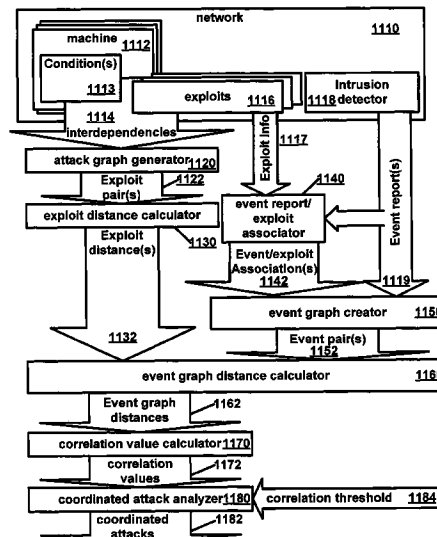 network
1110
machine
1112
Condition(s)
1113
1114
interdependencies
exploits 1116
1118 Intrusion
detector
Exploit info
1117
Event report(s)
1119
attack graph generator 1120
Exploit
pair(s)
1122
1140
event report/
exploit
associator
exploit distance calculator
1130
Exploit
distance(s)
1132
Event/exploit
Association(s)
1142
event graph creator
Event pair(s)
1152
event graph distance calculator
Event graph
distances
1162
correlation value calculator 1170
correlation
values
1172
coordinated attack analyzer 1180
correlation threshold 1184
coordinated
attacks
1182